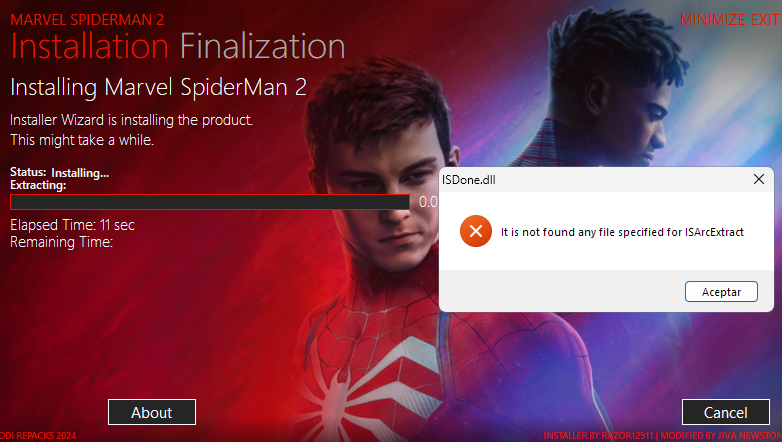 MARVEL SPIDERMAN 2
MINIMIZE EXIT
Installation Finalization
Installing Marvel SpiderMan 2
Installer Wizard is installing the product.
This might take a while.
Status: Installing...
Extracting:
0.0
Elapsed Time: 11 sec
Remaining Time:
ISDone.dll
It is not found any file specified for ISArcExtract
Aceptar
About
Cancel
ODI REPACKS 2024
INSTALLER BY RAZOR12911 | MODIFIED BY JIVA NEWSTON